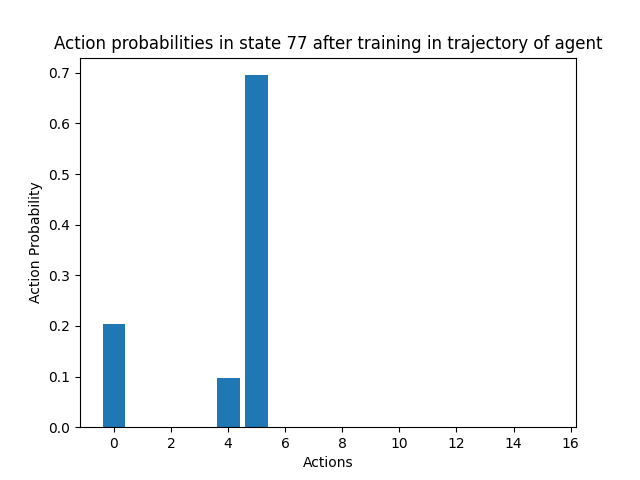 Action probabilities in state 77 after training in trajectory of agent
0.7
0.6
0.5
0.4
0.3
0.2
0.1
0.0
Action Probability
0 2 4 6 8 10 12 14 16
Actions